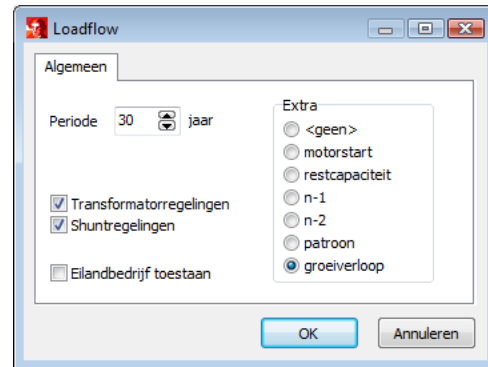 Loadflow
Algemeen
Periode 30 jaar
Transformatorregelingen
Shuntregelingen
Eilandbedrijf toestaan
Extra
<geen>
motorstart
restcapaciteit
n-1
n-2
patroon
groeiverloop
OK Annuleren